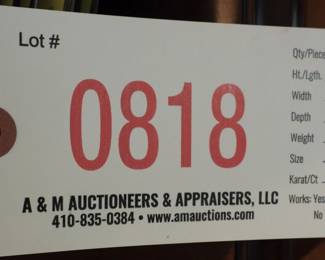 Lot #
0818
A & M AUCTIONEERS & APPRAISERS, LLC
410-835-0384 • www.amauctions.com
Qty/Piece
Ht./Lgth.
Width
Depth
Weight
Size
Karat/Ct
Works: Yes
No